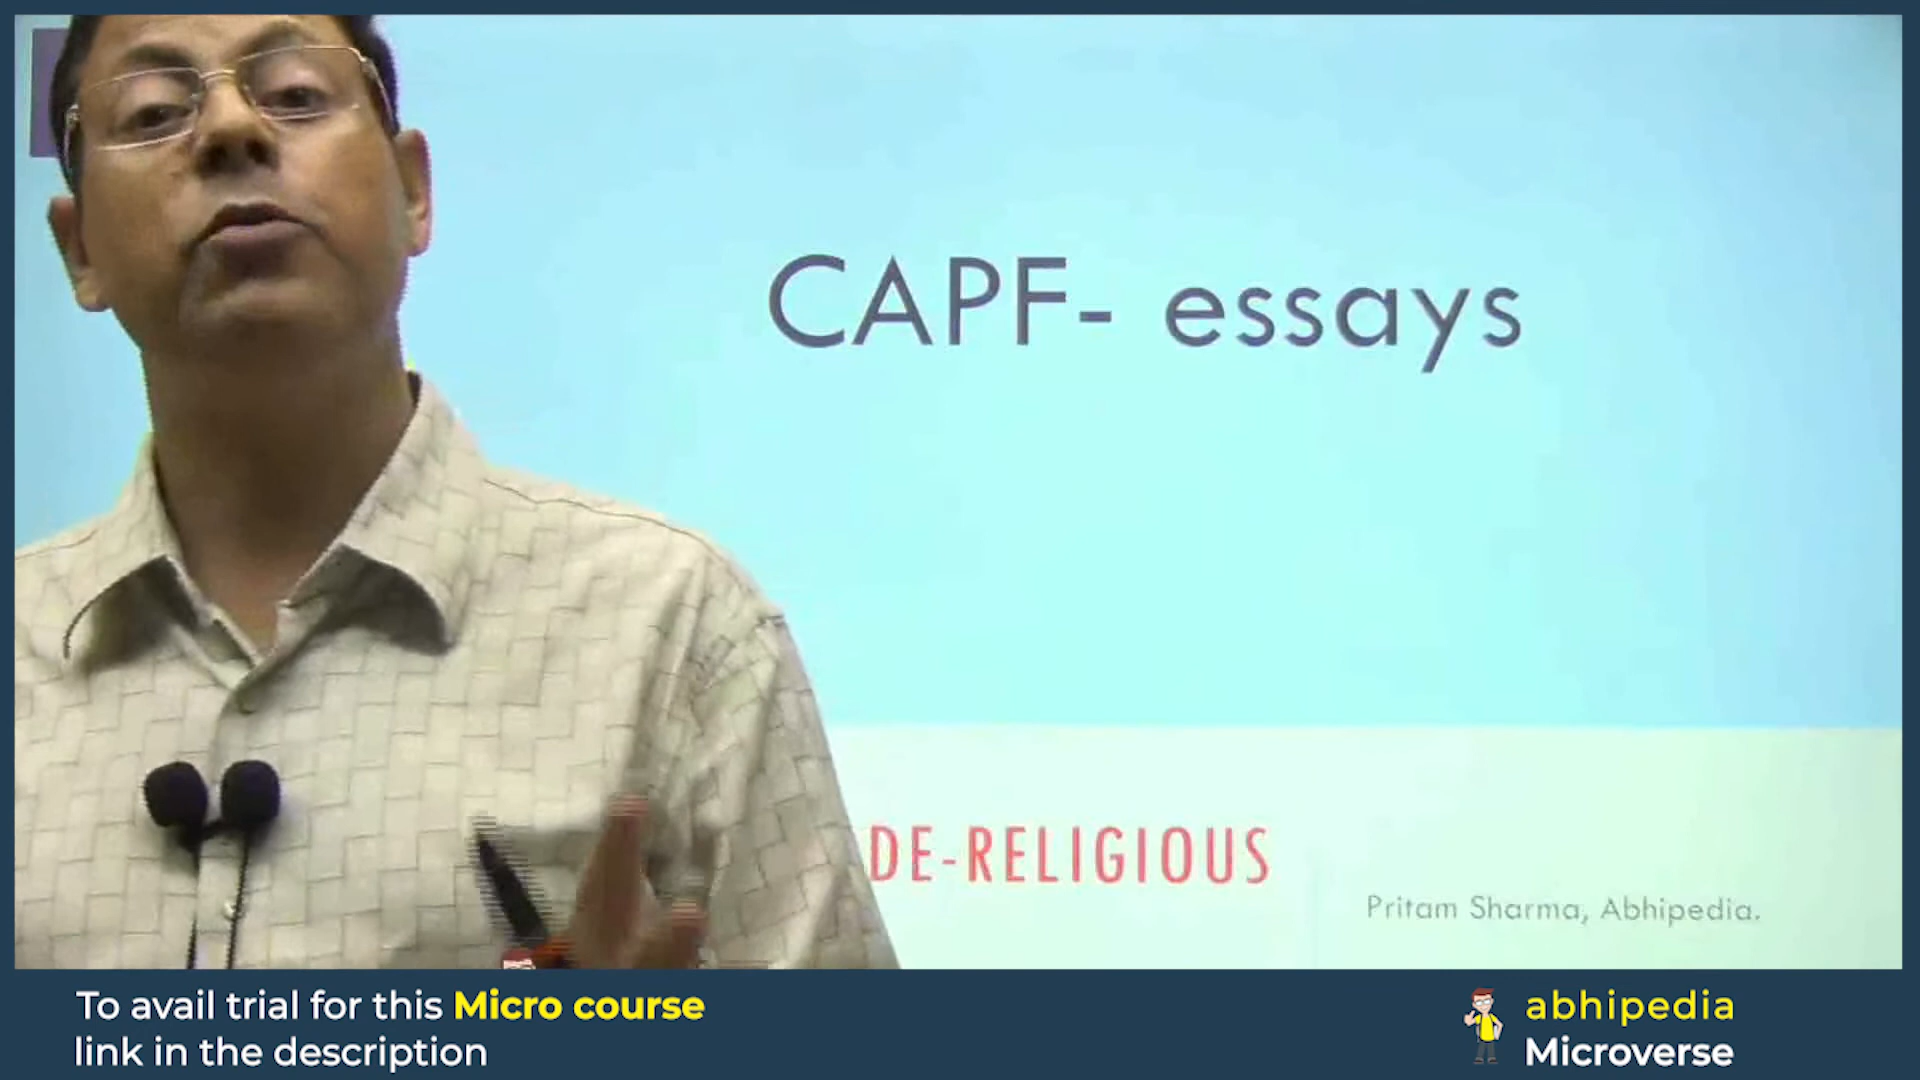 CAPF- essays
DE-RELIGIOUS
Pritam Sharma, Abhipedia.
To avail trial for this Micro course
link in the description
abhipedia
Microverse